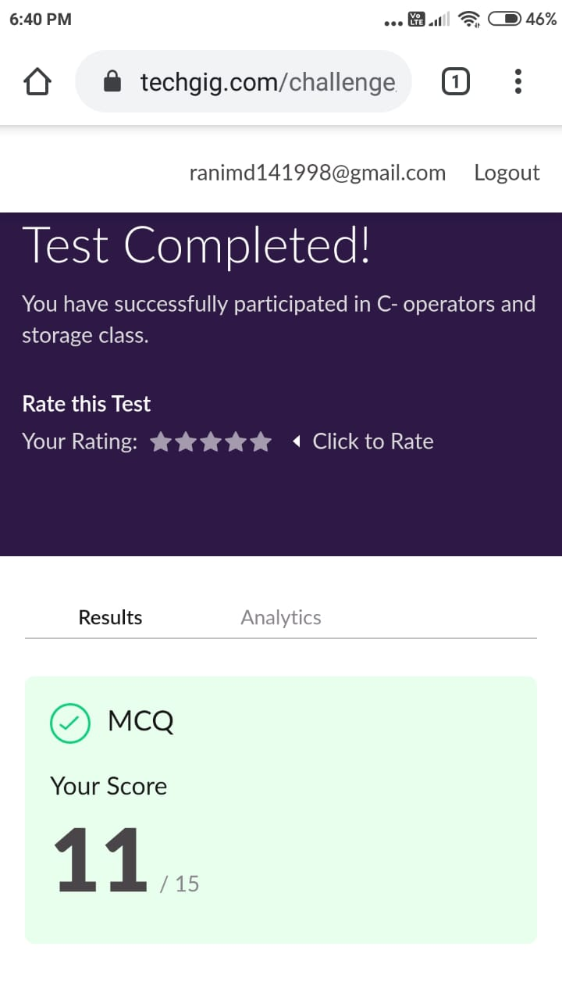 6:40 PM
... Vo LTE 46%
techgig.com/challenge
1
ranimd141998@gmail.com Logout
Test Completed!
You have successfully participated in C- operators and
storage class.
Rate this Test
Your Rating: Click to Rate
Results Analytics
MCQ
Your Score
11 / 15